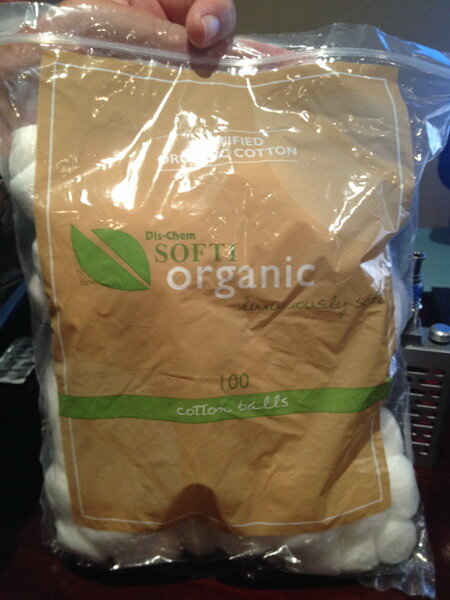 CERTIFIED
ORGANIC COTTON
Dis-Chem
SOFTI
organic
luxuriously soft
100
cotton balls